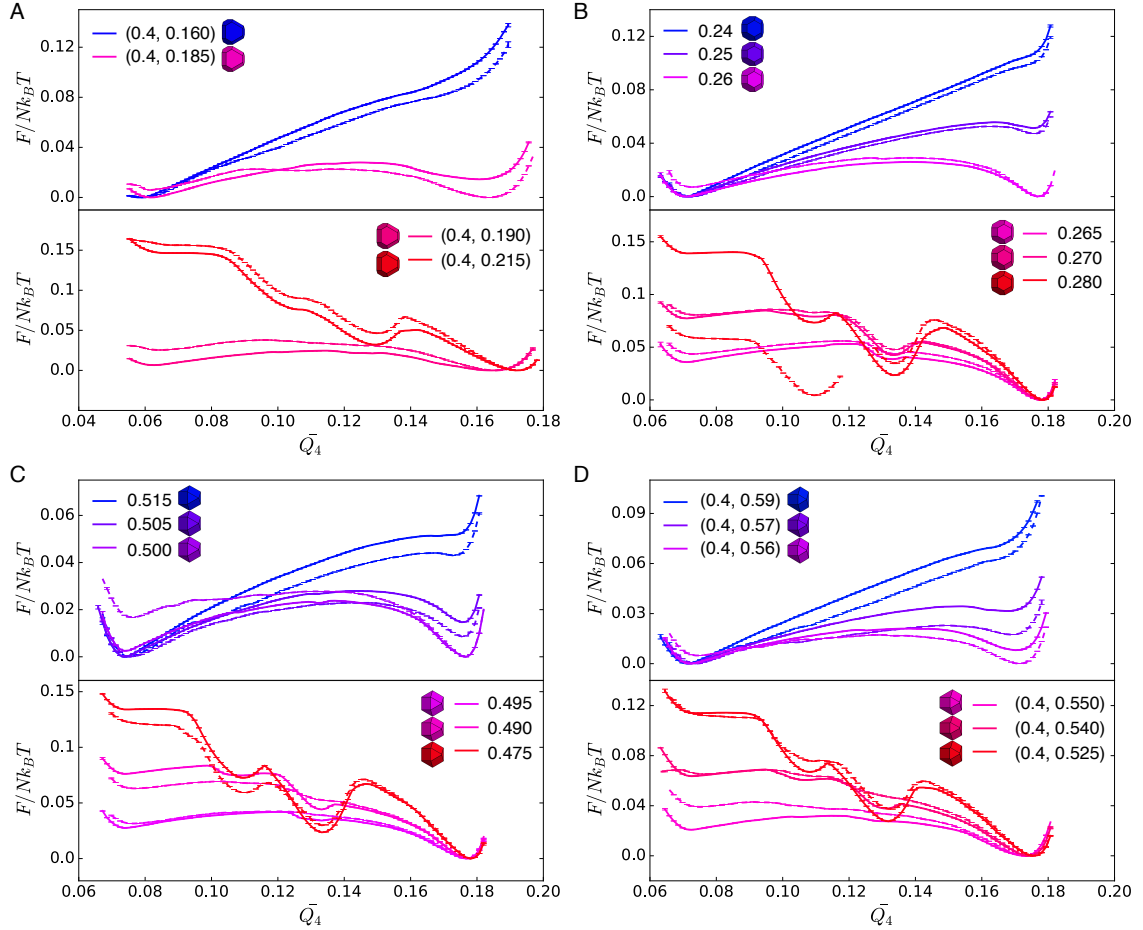 A
(0.4, 0.160)
(0.4, 0.185)
F/Nk_BT
0.12
0.08
0.04
0.0
(0.4, 0.190)
(0.4, 0.215)
F/Nk_BT
0.15
0.10
0.05
0.0
0.04 0.06 0.08 0.10 0.12 0.14 0.16 0.18
Q̄_4
B
0.24
0.25
0.26
F/Nk_BT
0.12
0.08
0.04
0.0
0.265
0.270
0.280
F/Nk_BT
0.15
0.1
0.05
0.0
0.06 0.08 0.10 0.12 0.14 0.16 0.18 0.20
Q̄_4
C
0.515
0.505
0.500
F/Nk_BT
0.06
0.04
0.02
0.0
0.495
0.490
0.475
F/Nk_BT
0.15
0.1
0.05
0.0
0.06 0.08 0.10 0.12 0.14 0.16 0.18 0.20
Q̄_4
D
(0.4, 0.59)
(0.4, 0.57)
(0.4, 0.56)
F/Nk_BT
0.09
0.06
0.03
0.0
(0.4, 0.550)
(0.4, 0.540)
(0.4, 0.525)
F/Nk_BT
0.12
0.08
0.04
0.0
0.06 0.08 0.10 0.12 0.14 0.16 0.18 0.20
Q̄_4